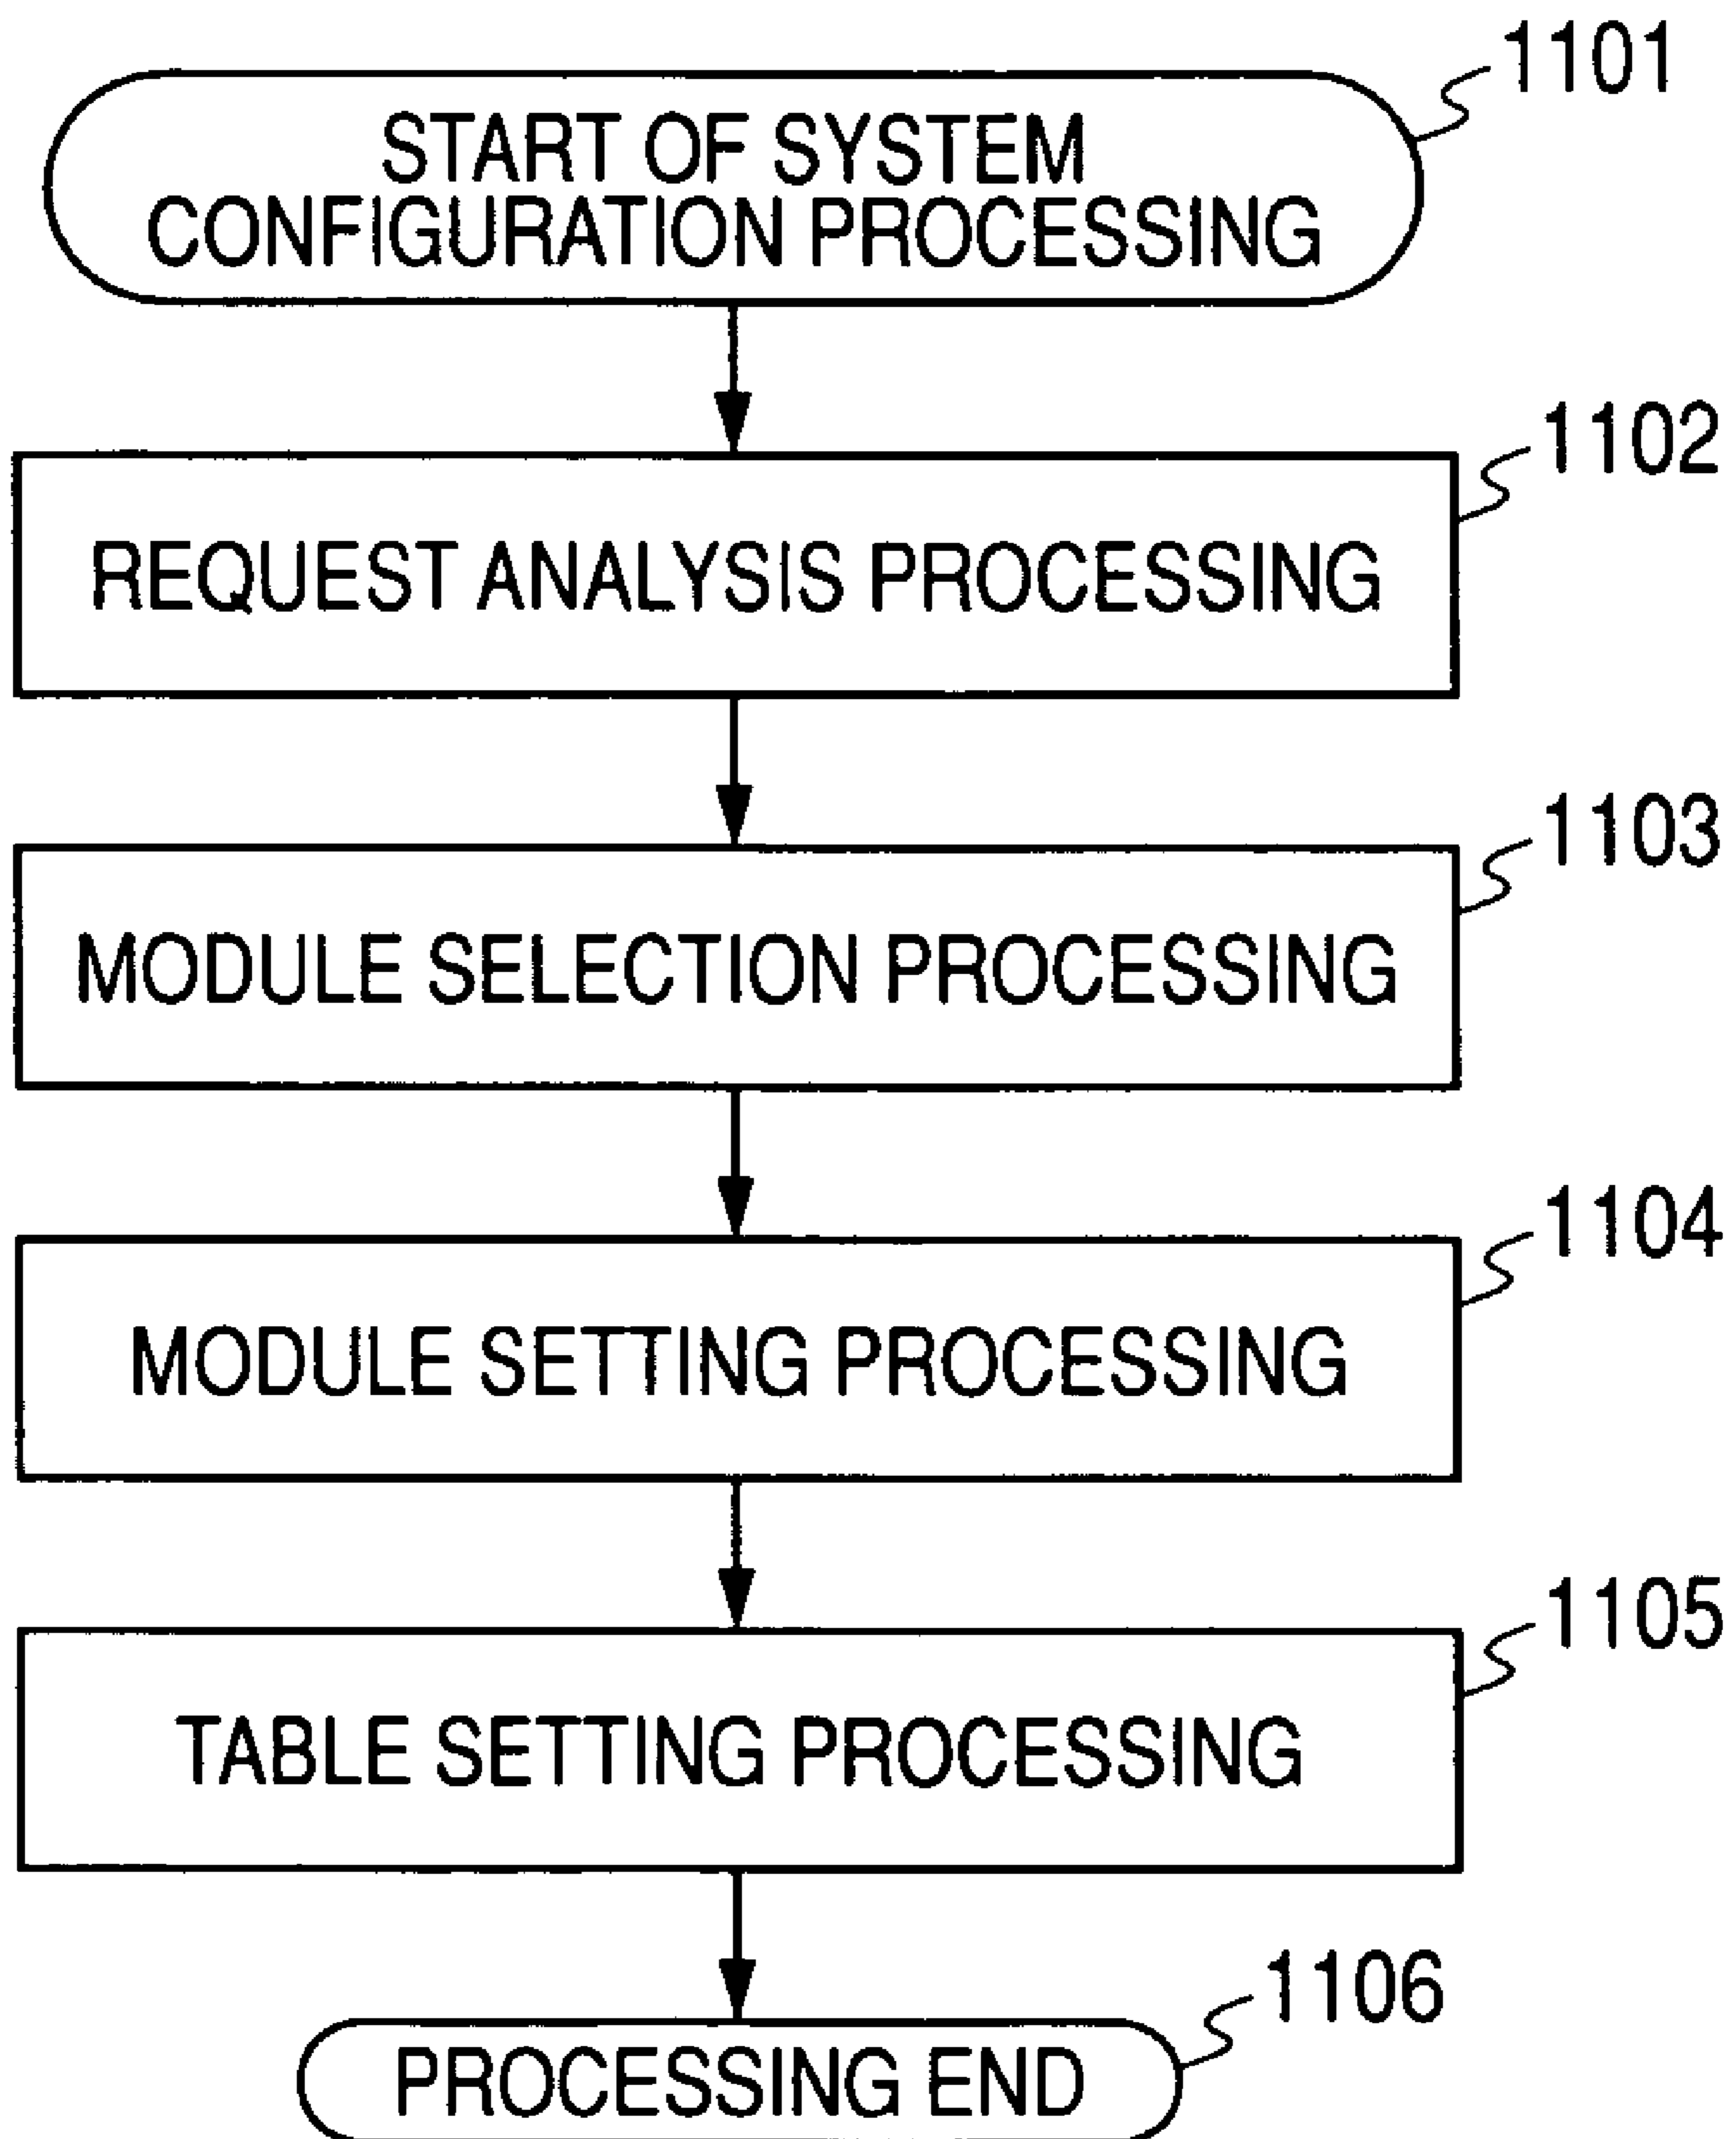 1101
START OF SYSTEM
CONFIGURATION PROCESSING
1102
REQUEST ANALYSIS PROCESSING
1103
MODULE SELECTION PROCESSING
1104
MODULE SETTING PROCESSING
1105
TABLE SETTING PROCESSING
1106
PROCESSING END